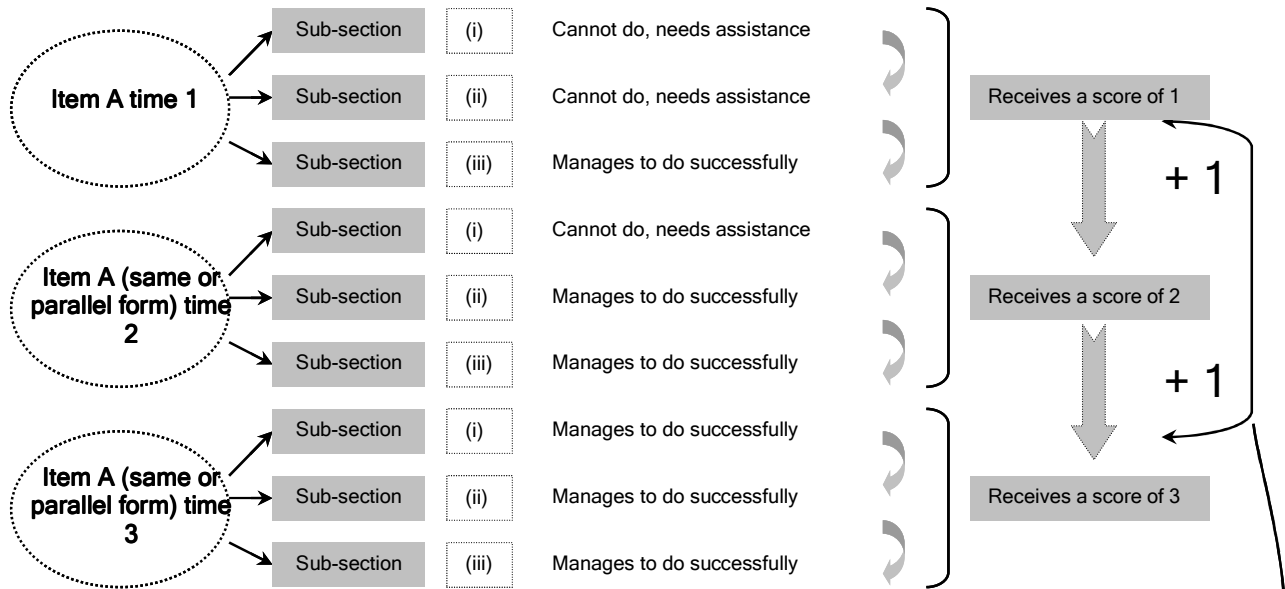 Item A time 1
Sub-section (i) Cannot do, needs assistance
Sub-section (ii) Cannot do, needs assistance
Sub-section (iii) Manages to do successfully
Receives a score of 1
+ 1
Item A (same or
parallel form) time
2
Sub-section (i) Cannot do, needs assistance
Sub-section (ii) Manages to do successfully
Sub-section (iii) Manages to do successfully
Receives a score of 2
+ 1
Item A (same or
parallel form) time
3
Sub-section (i) Manages to do successfully
Sub-section (ii) Manages to do successfully
Sub-section (iii) Manages to do successfully
Receives a score of 3